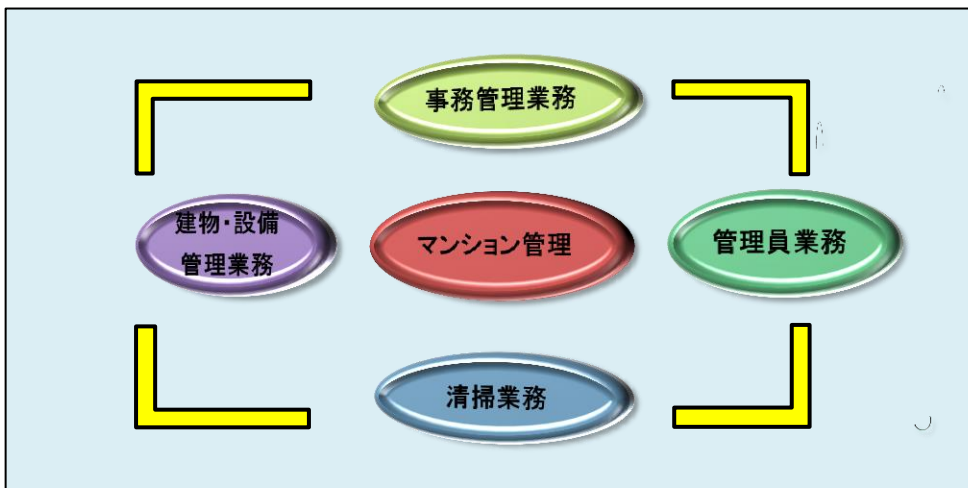 事務管理業務
建物・設備
管理業務
マンション管理
管理員業務
清掃業務